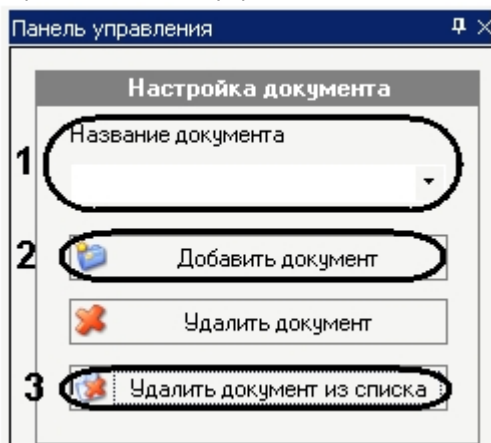 Панель управления
Настройка документа
1
Название документа
2
Добавить документ
Удалить документ
3
Удалить документ из списка